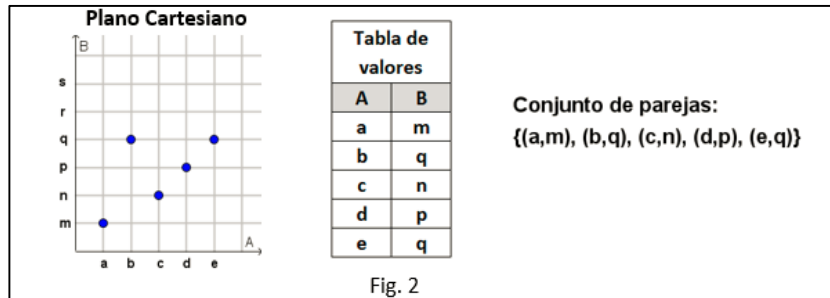 Plano Cartesiano
B
s
r
q
p
n
m
A
a b c d e
Tabla de
valores
A B
a m
b q
c n
d p
e q
Fig. 2
Conjunto de parejas:
{(a,m), (b,q), (c,n), (d,p), (e,q)}